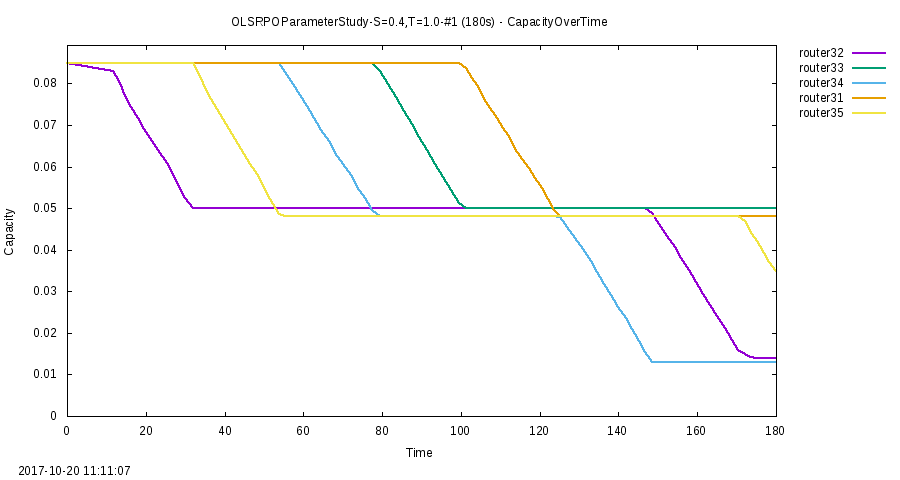 OLSRPOParameterStudy-S=0.4,T=1.0-#1 (180s) - CapacityOverTime
router32
router33
router34
router31
router35
0.08
0.07
0.06
0.05
0.04
0.03
0.02
0.01
0
Capacity
0 20 40 60 80 100 120 140 160 180
Time
2017-10-20 11:11:07